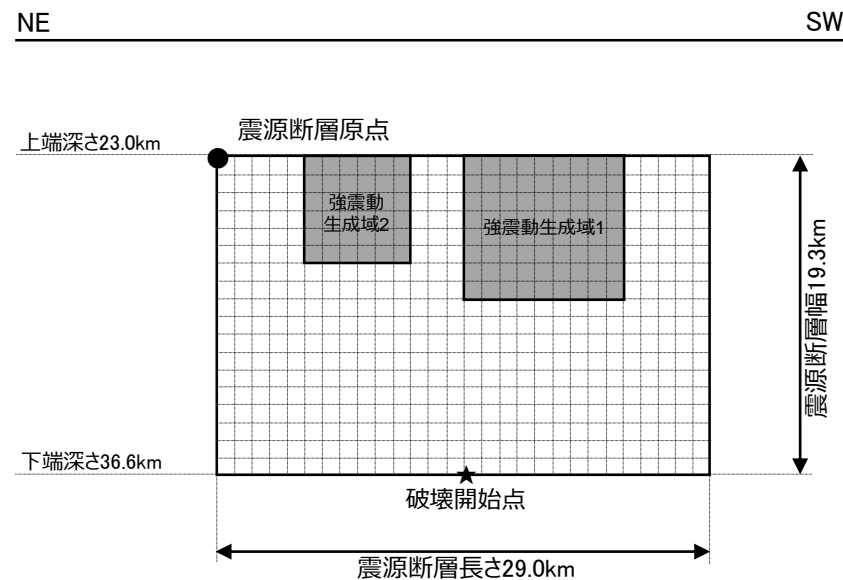 NE
SW
震源断層原点
上端深さ23.0km
強震動
生成域2
強震動生成域1
震源断層幅19.3km
下端深さ36.6km
破壊開始点
震源断層長さ29.0km